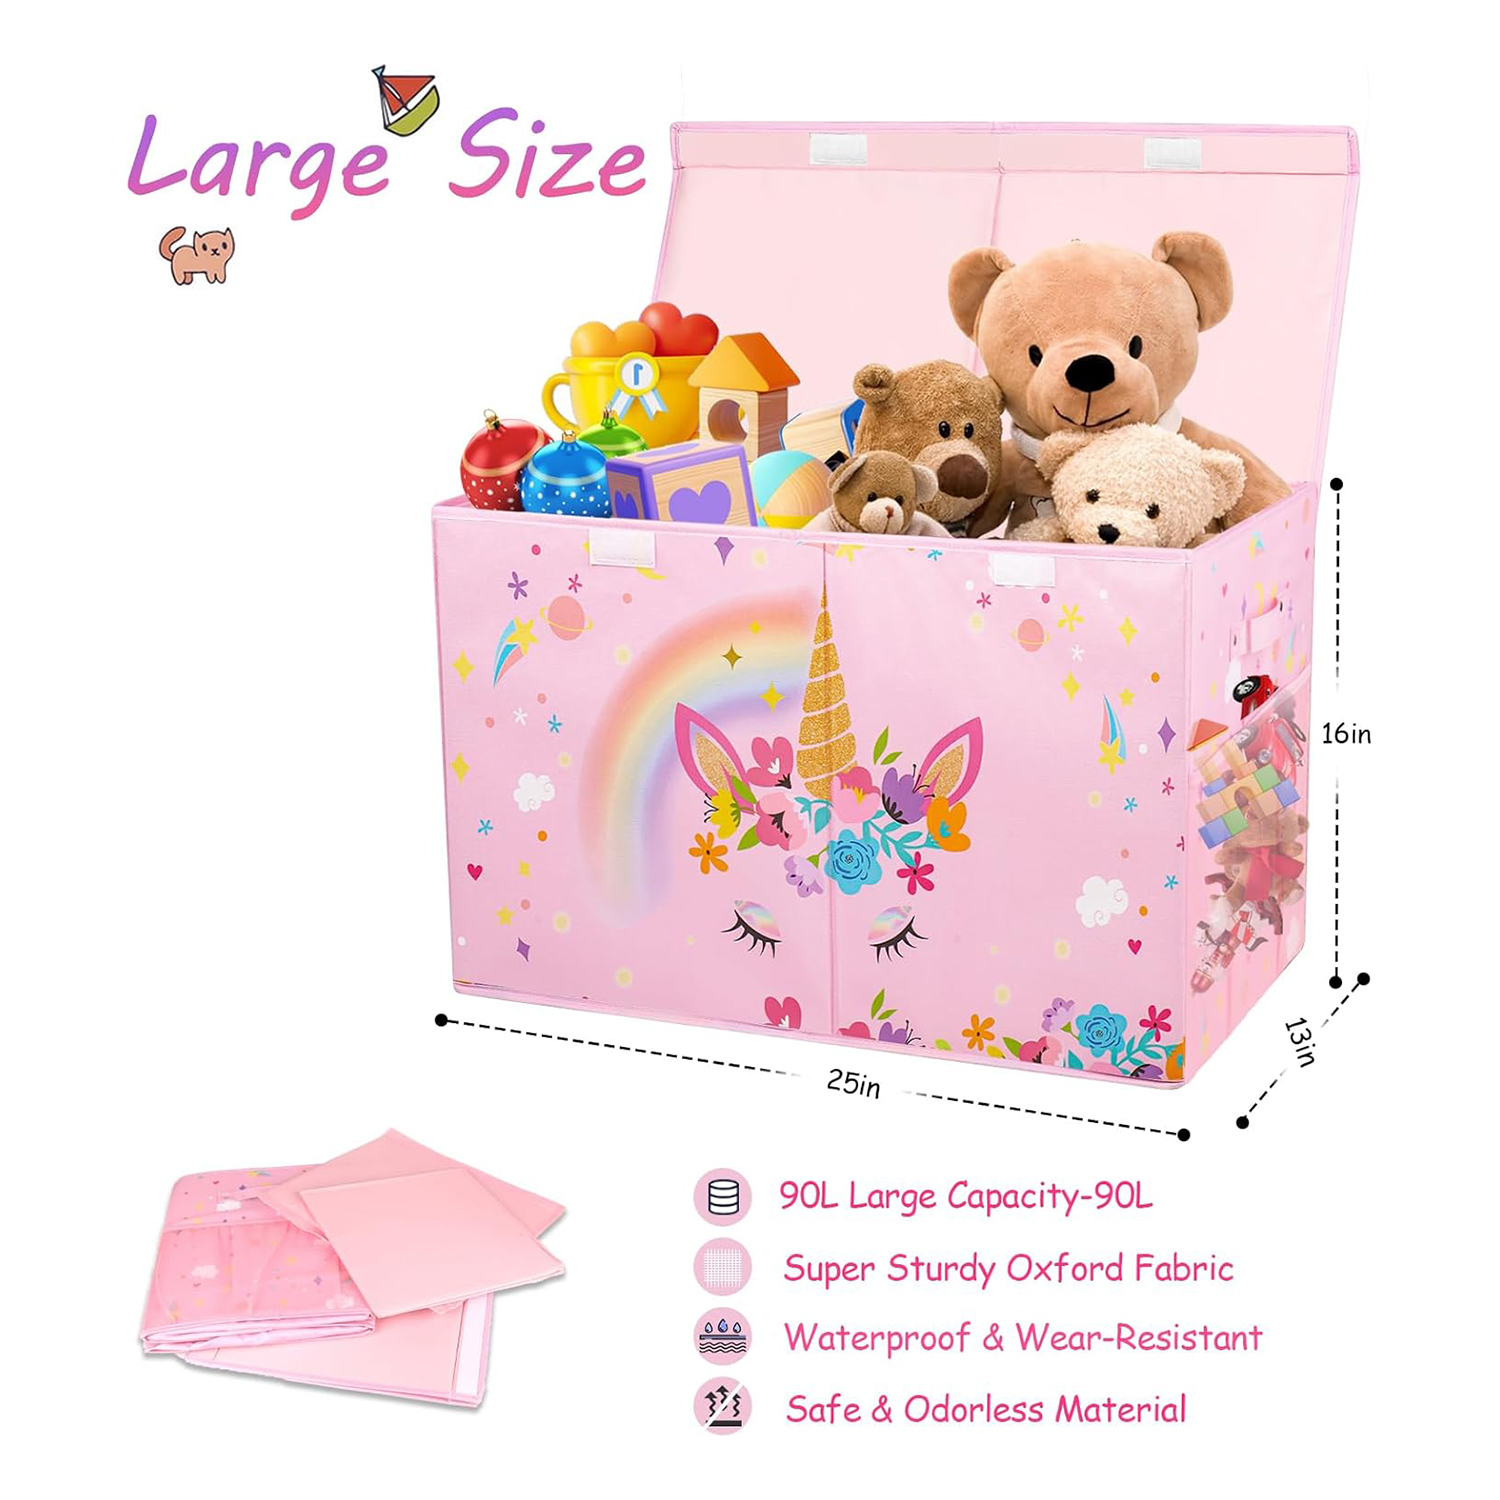 Large Size
1
16in
13in
25in
90L Large Capacity-90L
Super Sturdy Oxford Fabric
Waterproof & Wear-Resistant
Safe & Odorless Material